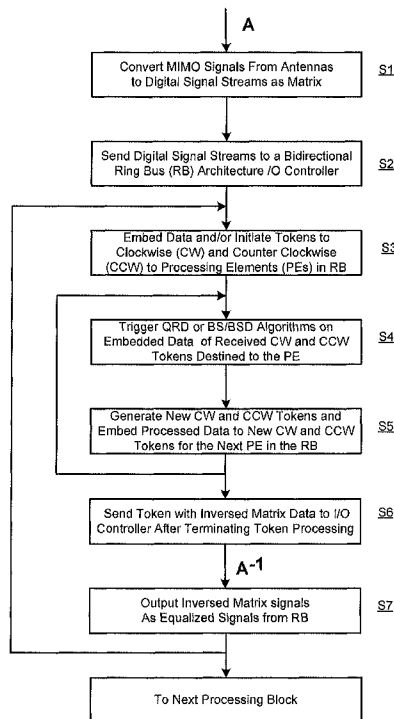 A
Convert MIMO Signals From Antennas
to Digital Signal Streams as Matrix
S1
Send Digital Signal Streams to a Bidirectional
Ring Bus (RB) Architecture /O Controller
S2
Embed Data and/or Initiate Tokens to
Clockwise (CW) and Counter Clockwise
(CCW) to Processing Elements (PEs) in RB
S3
Trigger QRD or BS/BSD Algorithms on
Embedded Data of Received CW and CCW
Tokens Destined to the PE
S4
Generate New CW and CCW Tokens and
Embed Processed Data to New CW and CCW
Tokens for the Next PE in the RB
S5
Send Token with Inversed Matrix Data to I/O
Controller After Terminating Token Processing
S6
A-1
Output Inversed Matrix signals
As Equalized Signals from RB
S7
To Next Processing Block